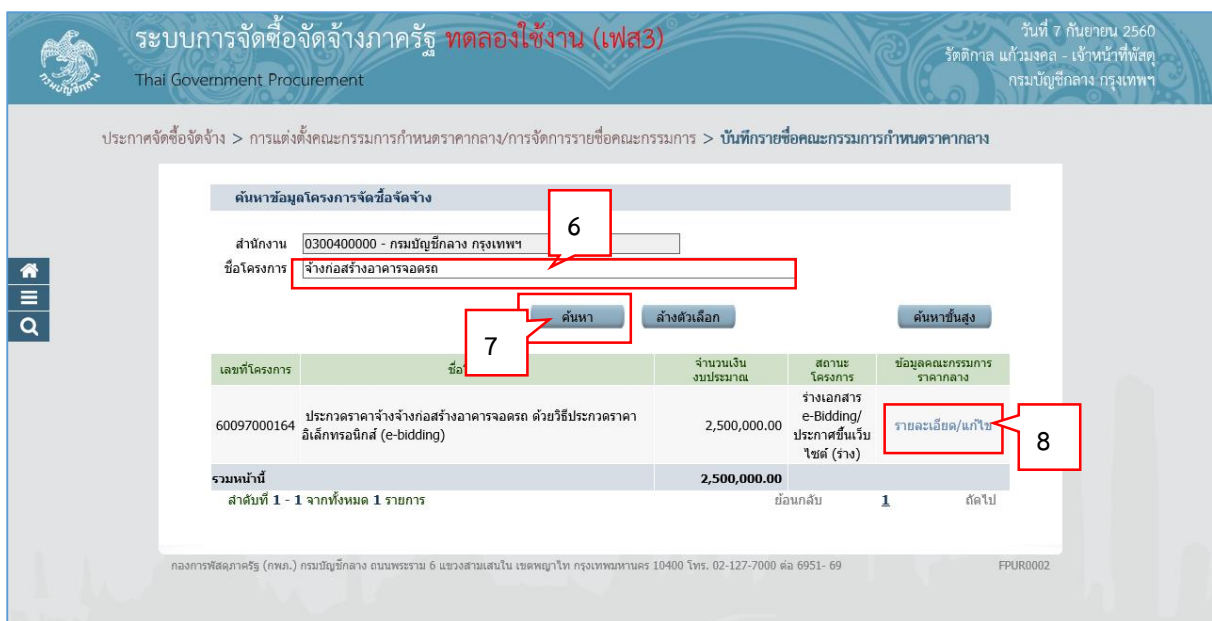 ระบบการจัดซื้อจัดจ้างภาครัฐ ทดลองใช้งาน (เฟส3)
Thai Government Procurement
วันที่ 7 กันยายน 2560
รัตติกาล แก้วมงคล - เจ้าหน้าที่พัสดุ
กรมบัญชีกลาง กรุงเทพฯ
ประกาศจัดซื้อจัดจ้าง > การแต่งตั้งคณะกรรมการกำหนดราคากลาง/การจัดการรายชื่อคณะกรรมการ > บันทึกรายชื่อคณะกรรมการกำหนดราคากลาง
ค้นหาข้อมูลโครงการจัดซื้อจัดจ้าง
6
สำนักงาน 0300400000 - กรมบัญชีกลาง กรุงเทพฯ
ชื่อโครงการ จ้างก่อสร้างอาคารจอดรถ
7
ค้นหา ล้างตัวเลือก ค้นหาขั้นสูง
เลขที่โครงการ จำนวนเงิน งบประมาณ สถานะ โครงการ ข้อมูลคณะกรรมการ ราคากลาง
60097000164 ประกวดราคาจ้างจ้างก่อสร้างอาคารจอดรถ ด้วยวิธีประกวดราคา
อิเล็กทรอนิกส์ (e-bidding)
2,500,000.00
ร่างเอกสาร
e-Bidding/
ประกาศขึ้นเว็บ
ไซต์ (ร่าง)
รายละเอียด/แก้ไข
8
รวมหน้านี้ 2,500,000.00
ลำดับที่ 1 - 1 จากทั้งหมด 1 รายการ ย้อนกลับ 1 ถัดไป
กองการพัสดุภาครัฐ (กพภ.) กรมบัญชีกลาง ถนนพระราม 6 แขวงสามเสนใน เขตพญาไท กรุงเทพมหานคร 10400 โทร. 02-127-7000 ต่อ 6951- 69 FPUR0002